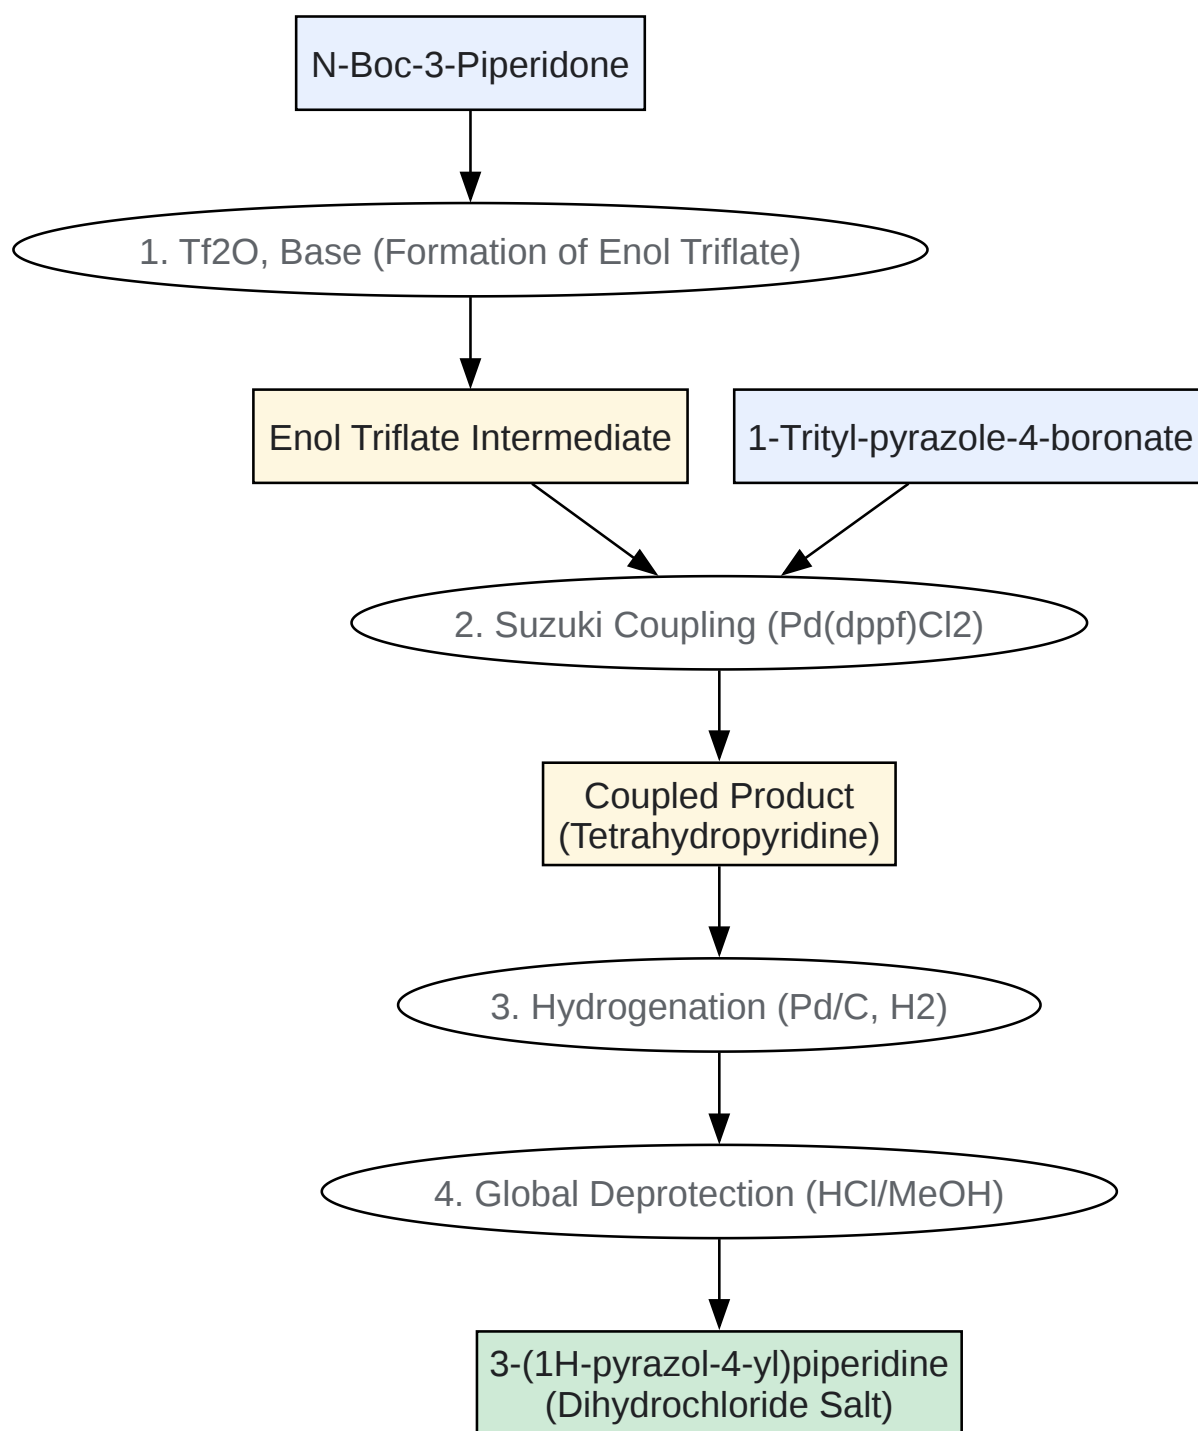 N-Boc-3-Piperidone
1. Tf2O, Base (Formation of Enol Triflate)
Enol Triflate Intermediate
1-Trityl-pyrazole-4-boronate
2. Suzuki Coupling (Pd(dppf)Cl2)
Coupled Product
(Tetrahydropyridine)
3. Hydrogenation (Pd/C, H2)
4. Global Deprotection (HCl/MeOH)
3-(1H-pyrazol-4-yl)piperidine
(Dihydrochloride Salt)